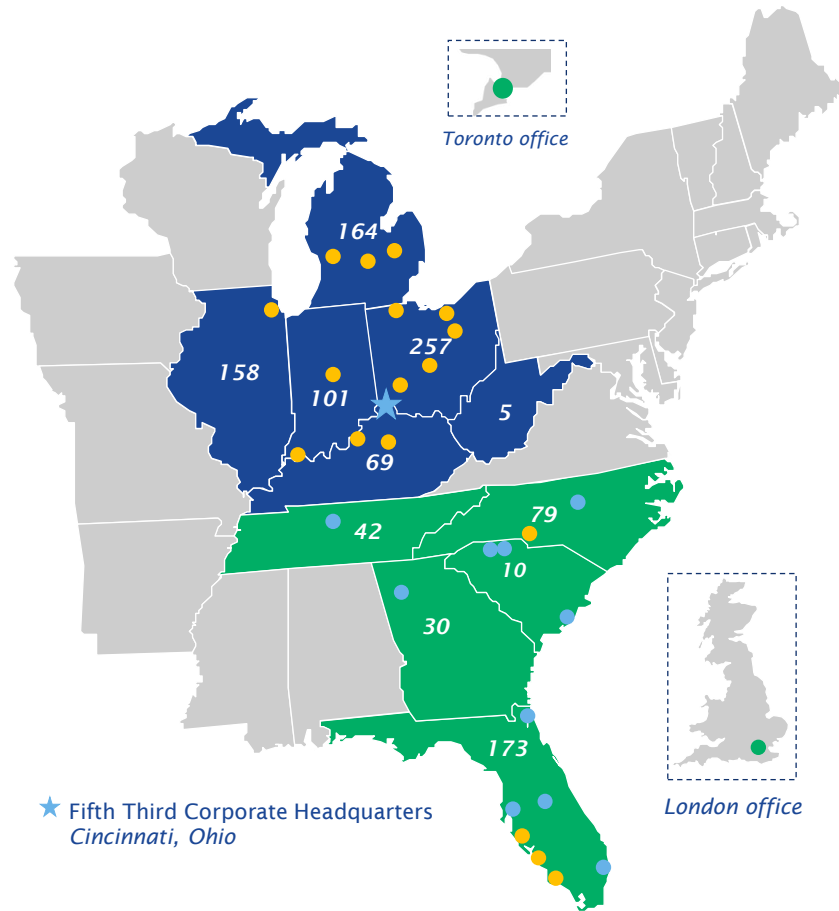 Toronto office
164
257
158
101
5
69
42
79
10
30
173
London office
Fifth Third Corporate Headquarters
Cincinnati, Ohio